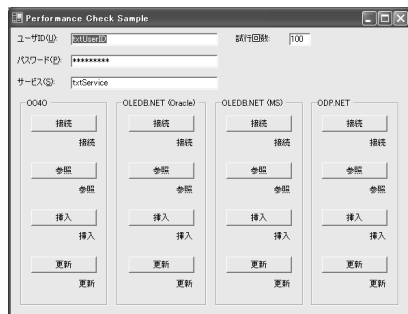 Performance Check Sample
ユーザID(U): txtUserID 試行回数: 100
パスワード(P): *********
サービス(S): txtService
OO4O OLEDB.NET (Oracle) OLEDB.NET (MS) ODP.NET
接続 接続 接続 接続
接続 接続 接続 接続
参照 参照 参照 参照
参照 参照 参照 参照
挿入 挿入 挿入 挿入
挿入 挿入 挿入 挿入
更新 更新 更新 更新
更新 更新 更新 更新